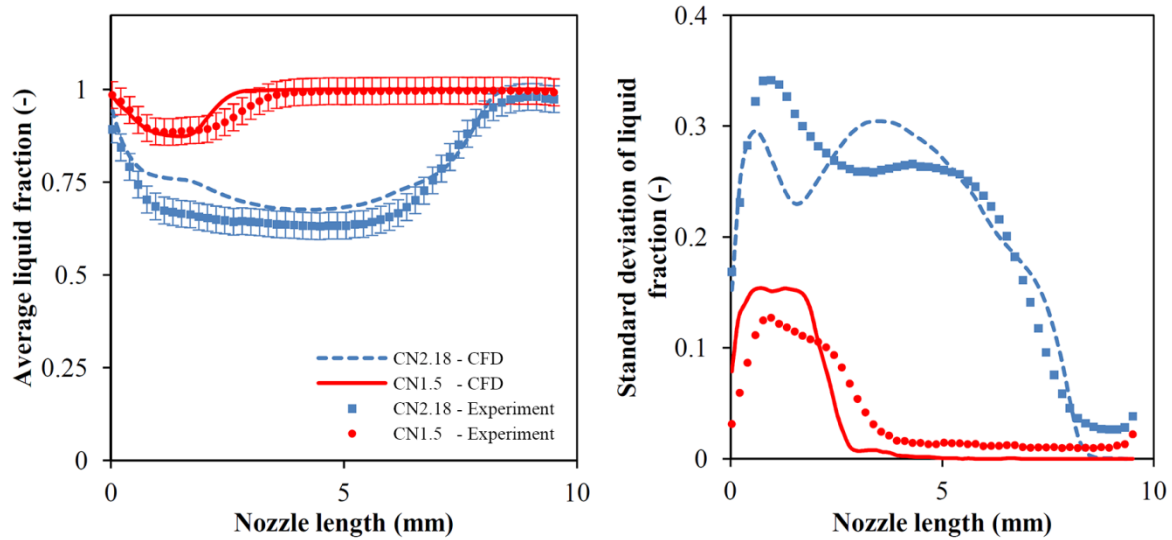 Average liquid fraction (-)
1
0.75
0.5
0.25
0
0
5
10
Nozzle length (mm)
CN2.18 - CFD
CN1.5 - CFD
CN2.18 - Experiment
CN1.5 - Experiment
Standard deviation of liquid
fraction (-)
0.4
0.3
0.2
0.1
0
0
5
10
Nozzle length (mm)